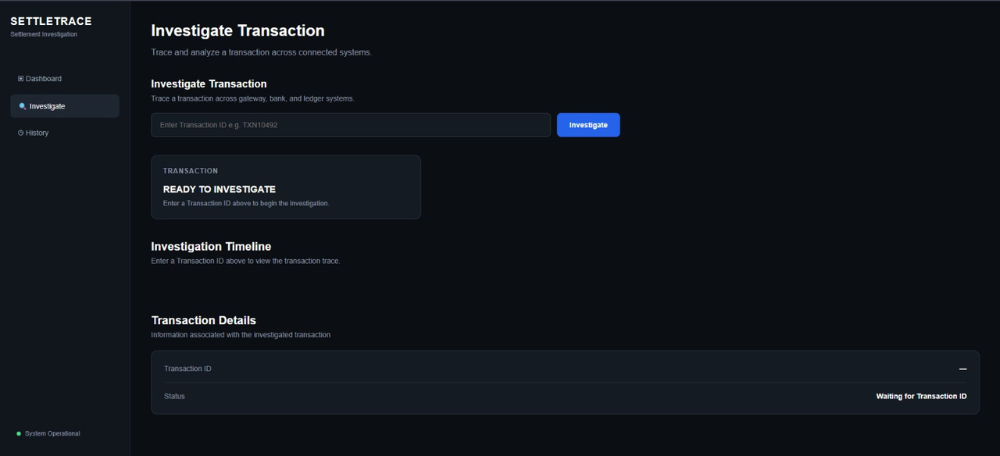 SETTLETRACE
Settlement Investigation
Dashboard
Investigate
History
System Operational
Investigate Transaction
Trace and analyze a transaction across connected systems.
Investigate Transaction
Trace a transaction across gateway, bank, and ledger systems.
Enter Transaction ID e.g. TXN10492
Investigate
TRANSACTION
READY TO INVESTIGATE
Enter a Transaction ID above to begin the investigation.
Investigation Timeline
Enter a Transaction ID above to view the transaction trace.
Transaction Details
Information associated with the investigated transaction
Transaction ID —
Status Waiting for Transaction ID